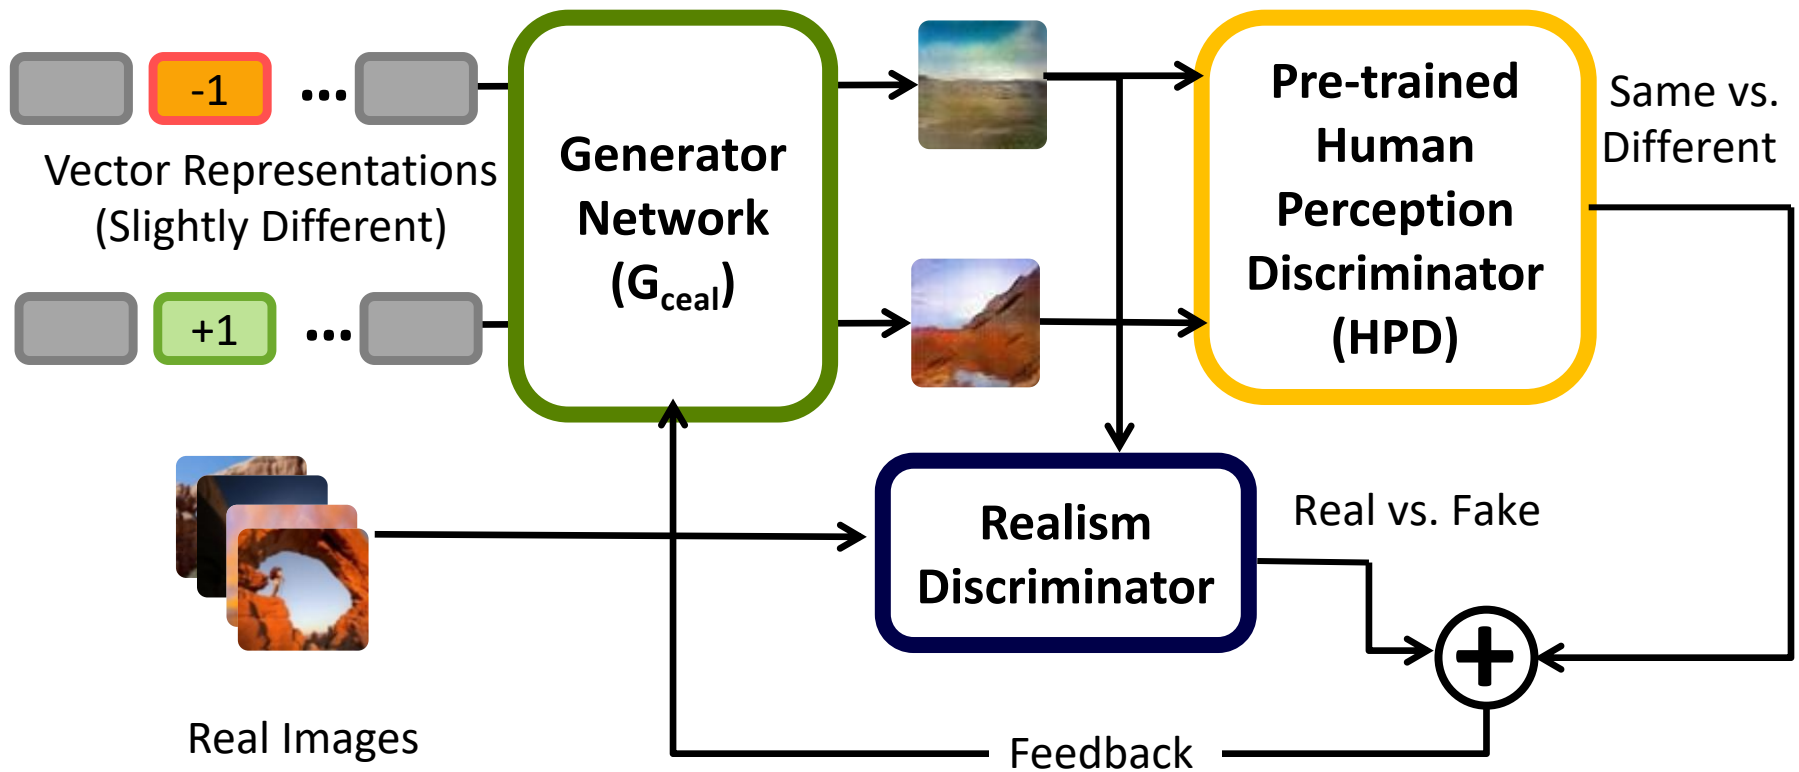 -1
...
Vector Representations
(Slightly Different)
+1
...
Generator
Network
(Gceal)
Pre-trained
Human
Perception
Discriminator
(HPD)
Same vs.
Different
Realism
Discriminator
Real vs. Fake
+
Real Images
Feedback